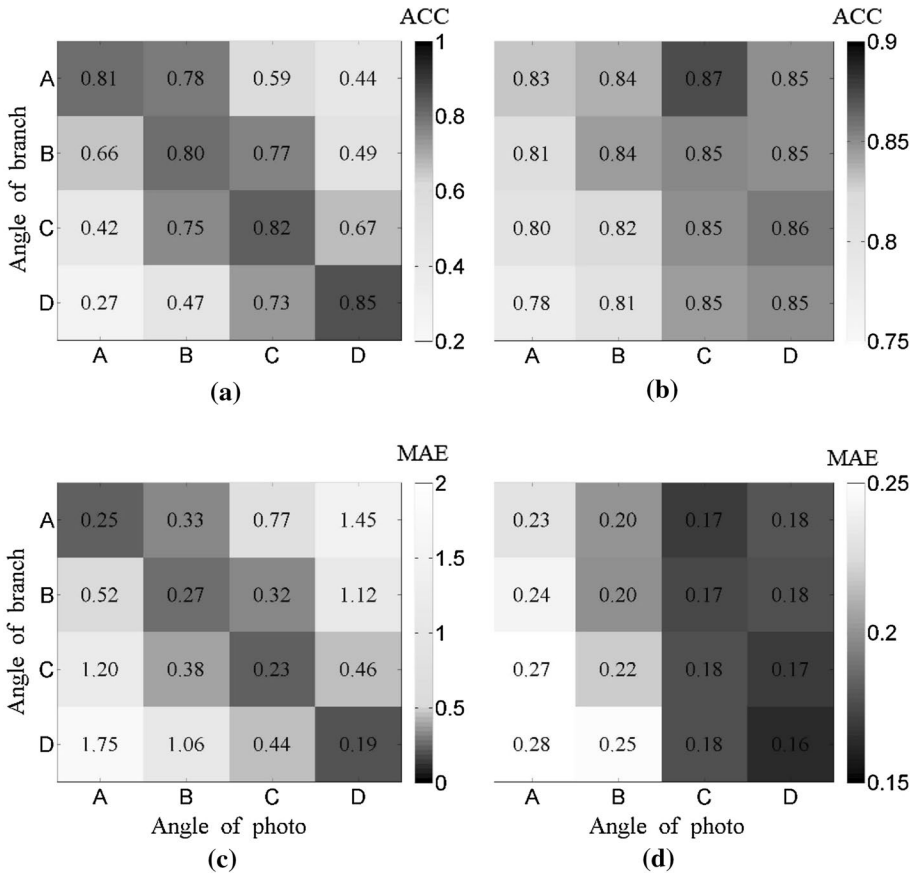 ACC ACC
A 0.81 0.78 0.59 0.44 1 0.83 0.84 0.87 0.85 0.9
B 0.66 0.80 0.77 0.49 0.8 0.81 0.84 0.85 0.85 0.85
Angle of branch
0.6
C 0.42 0.75 0.82 0.67 0.80 0.82 0.85 0.86 0.8
0.4
D 0.27 0.47 0.73 0.85 0.78 0.81 0.85 0.85
0.2 0.75
A B C D A B C D
(a) (b)
MAE MAE
2 0.25
A 0.25 0.33 0.77 1.45 0.23 0.20 0.17 0.18
1.5
B 0.52 0.27 0.32 1.12 0.24 0.20 0.17 0.18
Angle of branch
1 0.2
C 1.20 0.38 0.23 0.46 0.27 0.22 0.18 0.17
0.5
D 1.75 1.06 0.44 0.19 0.28 0.25 0.18 0.16
0 0.15
A B C D A B C D
Angle of photo Angle of photo
(c) (d)